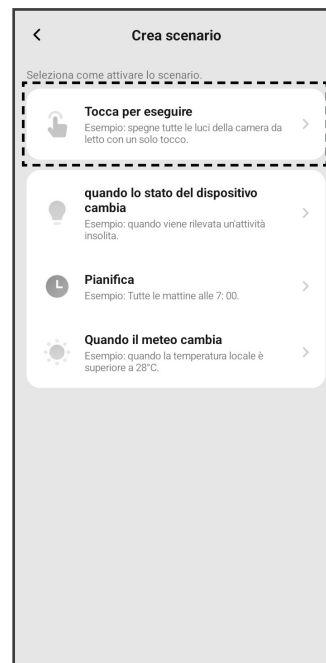 Crea scenario
Seleziona come attivare lo scenario.
Tocca per eseguire
Esempio: spegne tutte le luci della camera da
letto con un solo tocco.
quando lo stato del dispositivo
cambia
Esempio: quando viene rilevata un'attività
insolita.
Pianifica
Esempio: Tutte le mattine alle 7: 00.
Quando il meteo cambia
Esempio: quando la temperatura locale è
superiore a 28°C.